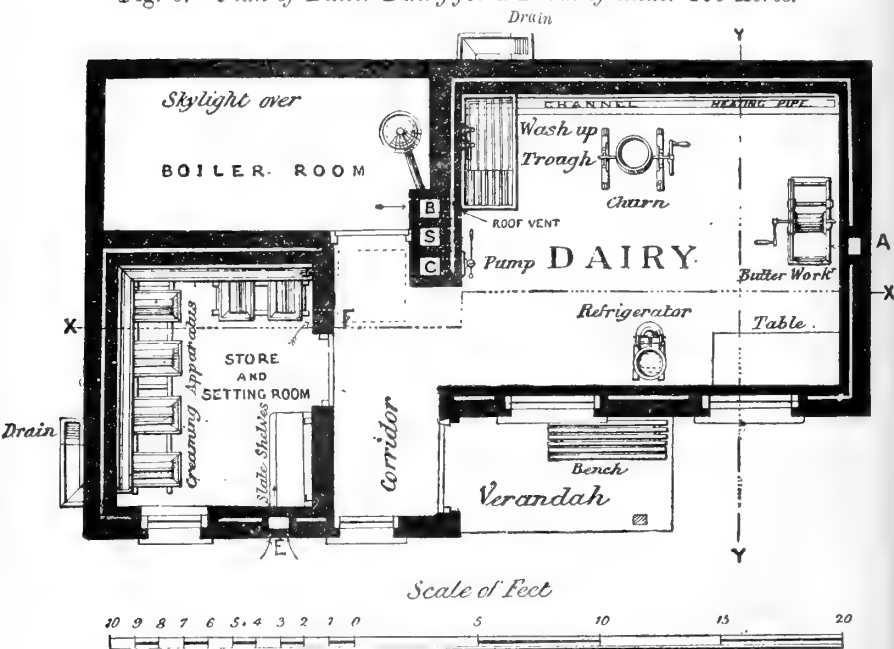 Drain
Y
Skylight over
CHANNEL HEATING PIPE
Wash up
Trough
BOILER ROOM
Churn
B
ROOF VENT
S
A
C
Pump DAIRY
Butter Workr
X
Refrigerator
X
F
Table.
STORE
AND
SETTING ROOM
Creaming Apparatus
Drain
Slate Shelves
Corridor
Bench
Verandah
E
Y
Scale of Feet
10 9 8 7 6 5.4 3 2 1 0 5 10 15 20